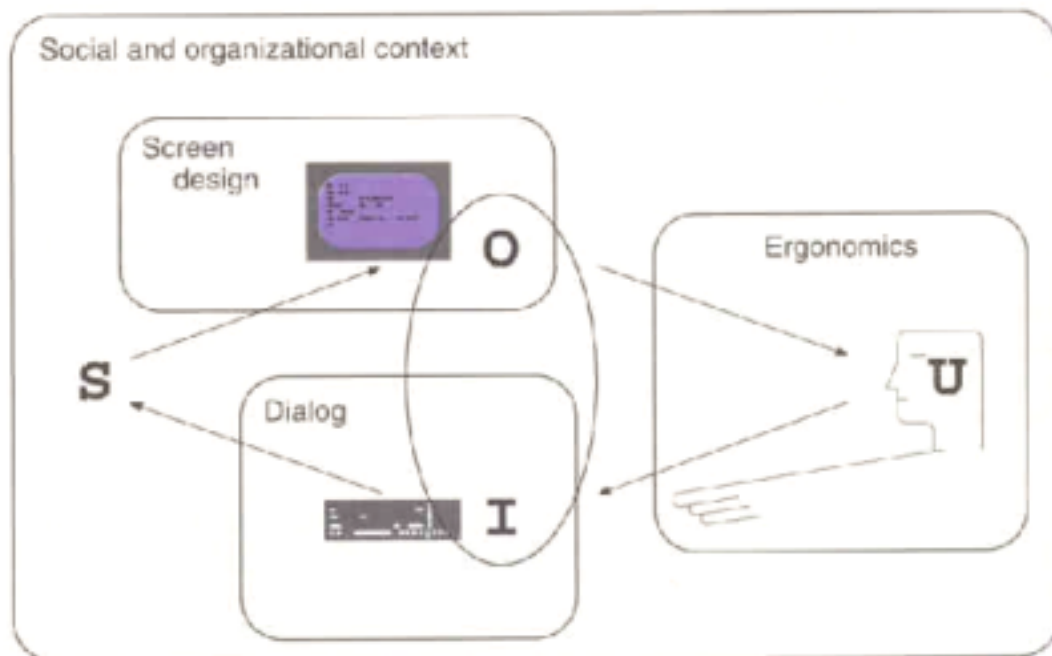 Social and organizational context
Screen
design
O
Ergonomics
S
U
Dialog
I